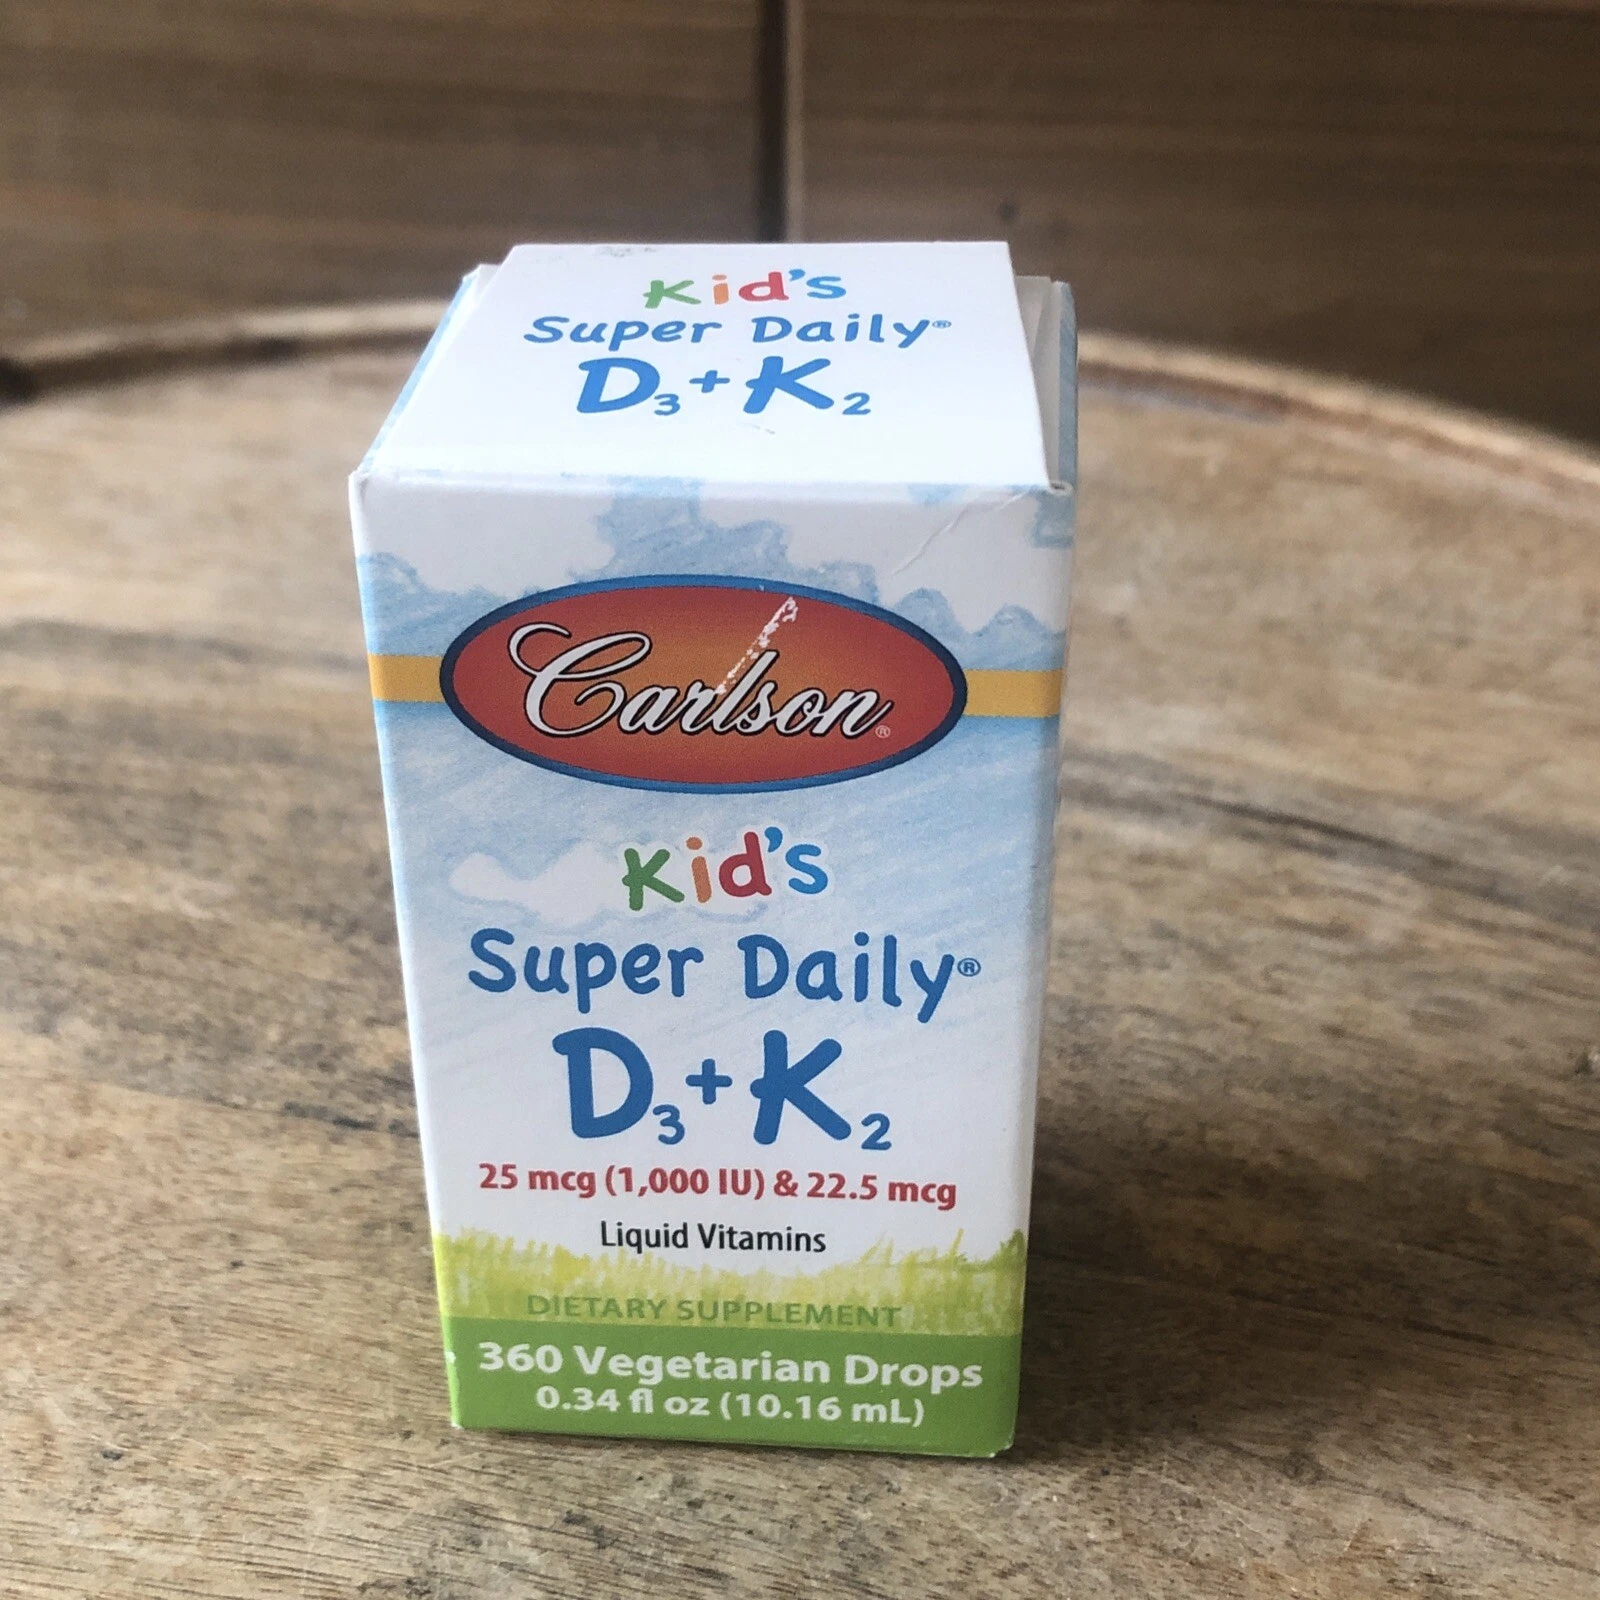 Kid's
Super Daily®
D₃+K₂
Carlson®
Kid's
Super Daily®
D₃+K₂
25 mcg (1,000 IU) & 22.5 mcg
Liquid Vitamins
DIETARY SUPPLEMENT
360 Vegetarian Drops
0.34 fl oz (10.16 mL)